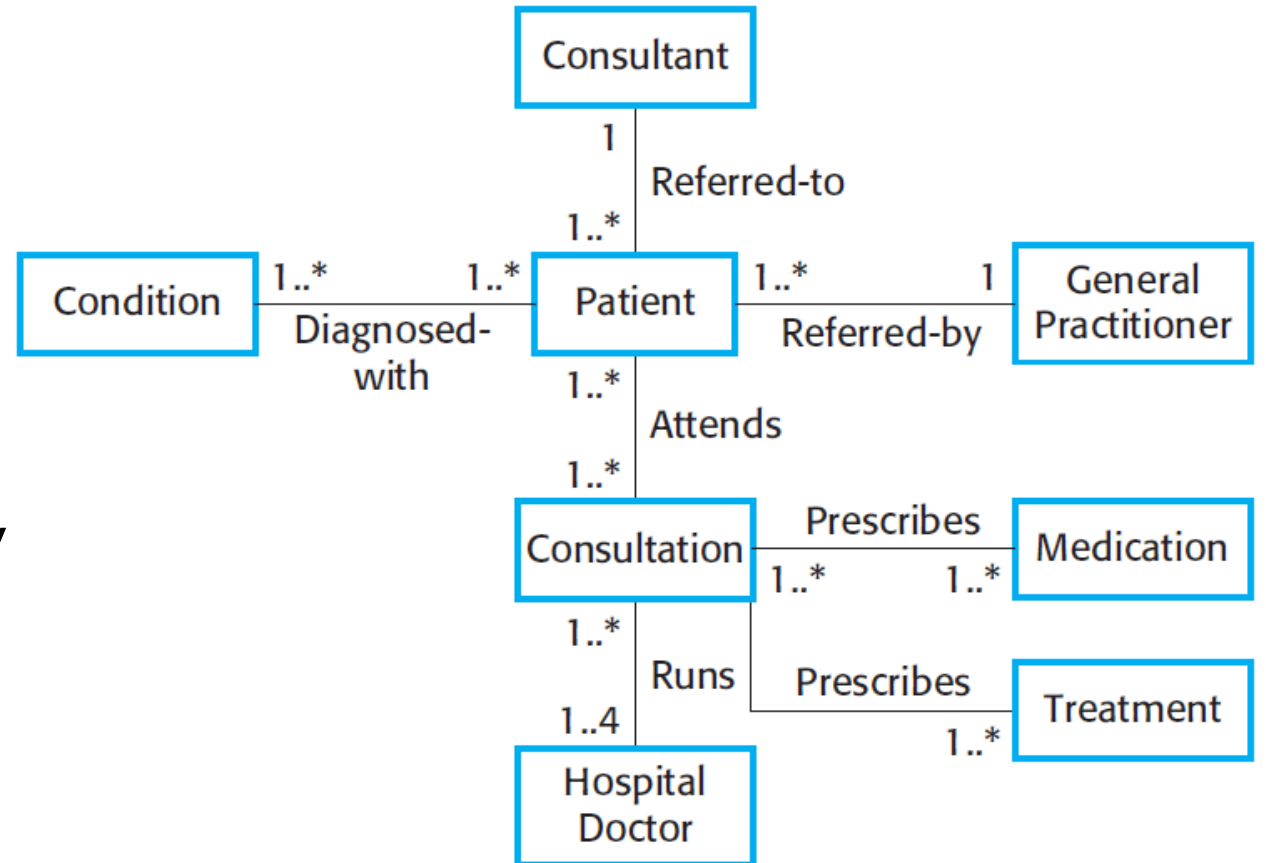 Consultant
1
Referred-to
1..*
Condition
1..*
1..*
Diagnosed-
with
Patient
1..*
1
Referred-by
General
Practitioner
1..*
Attends
1..*
Consultation
Prescribes
1..*
1..*
Medication
1..*
Runs
1..4
Prescribes
1..*
Treatment
Hospital
Doctor